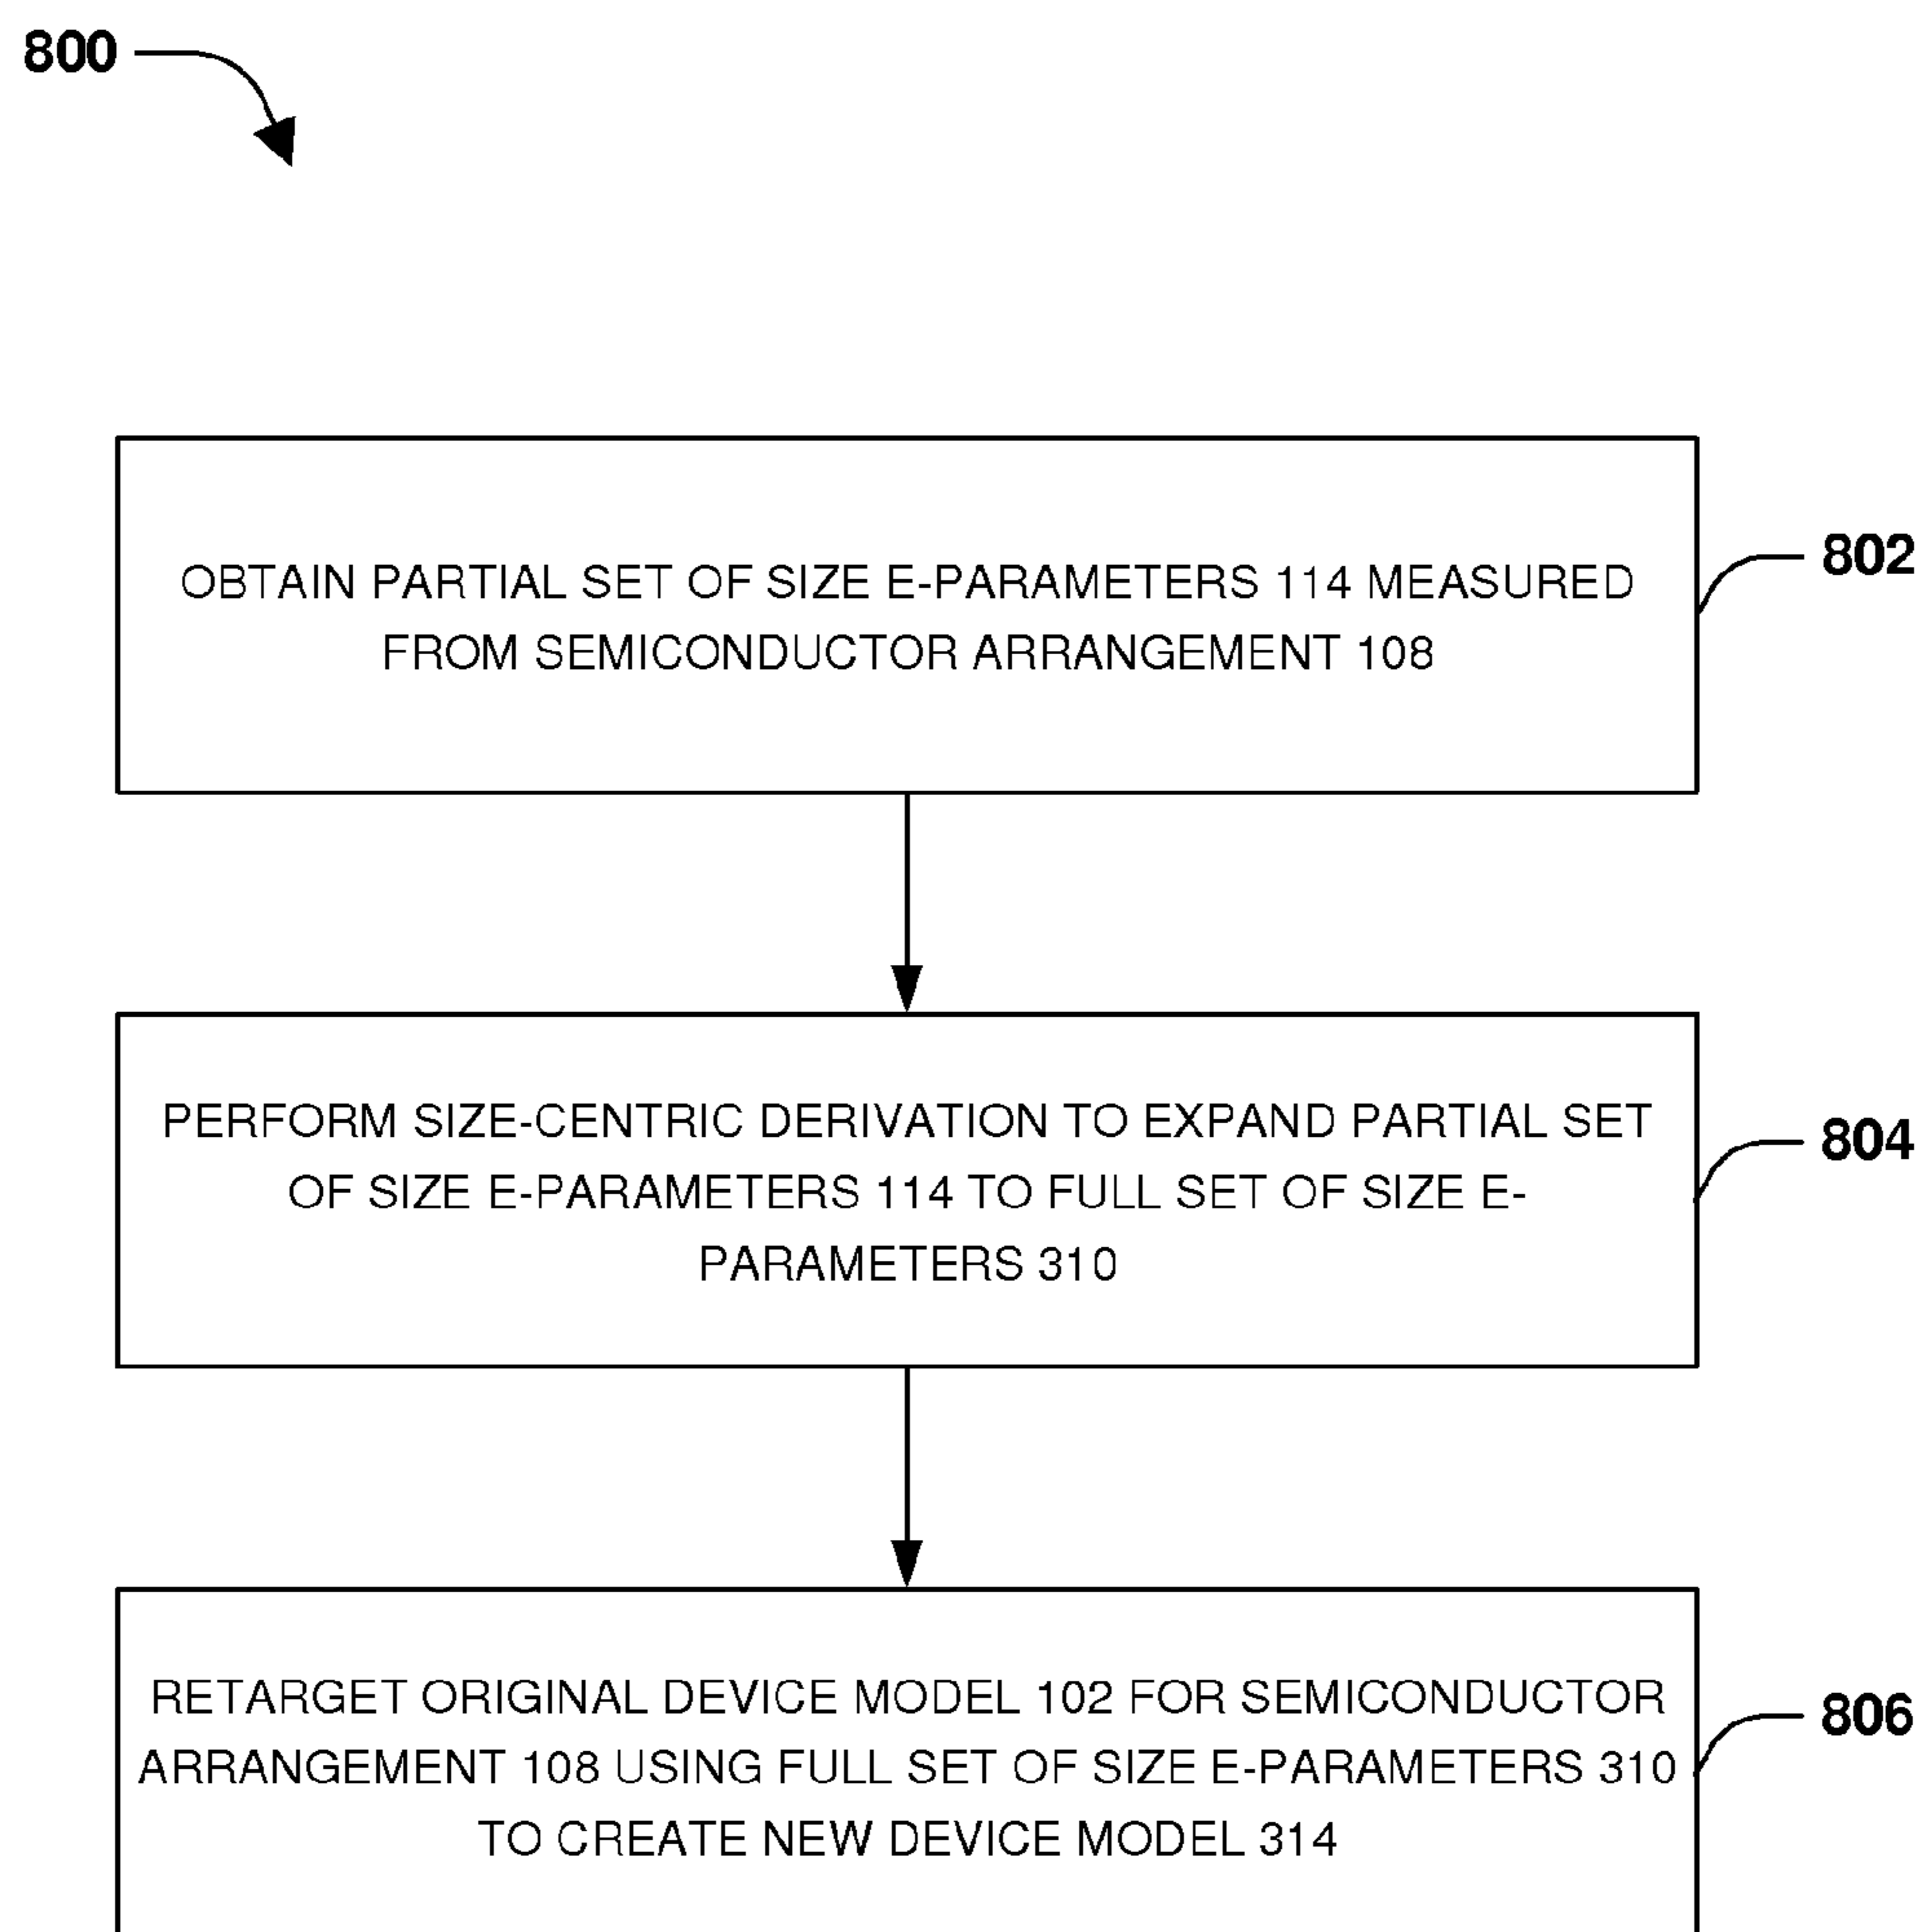 800
OBTAIN PARTIAL SET OF SIZE E-PARAMETERS 114 MEASURED
FROM SEMICONDUCTOR ARRANGEMENT 108
802
PERFORM SIZE-CENTRIC DERIVATION TO EXPAND PARTIAL SET
OF SIZE E-PARAMETERS 114 TO FULL SET OF SIZE E-
PARAMETERS 310
804
RETARGET ORIGINAL DEVICE MODEL 102 FOR SEMICONDUCTOR
ARRANGEMENT 108 USING FULL SET OF SIZE E-PARAMETERS 310
TO CREATE NEW DEVICE MODEL 314
806